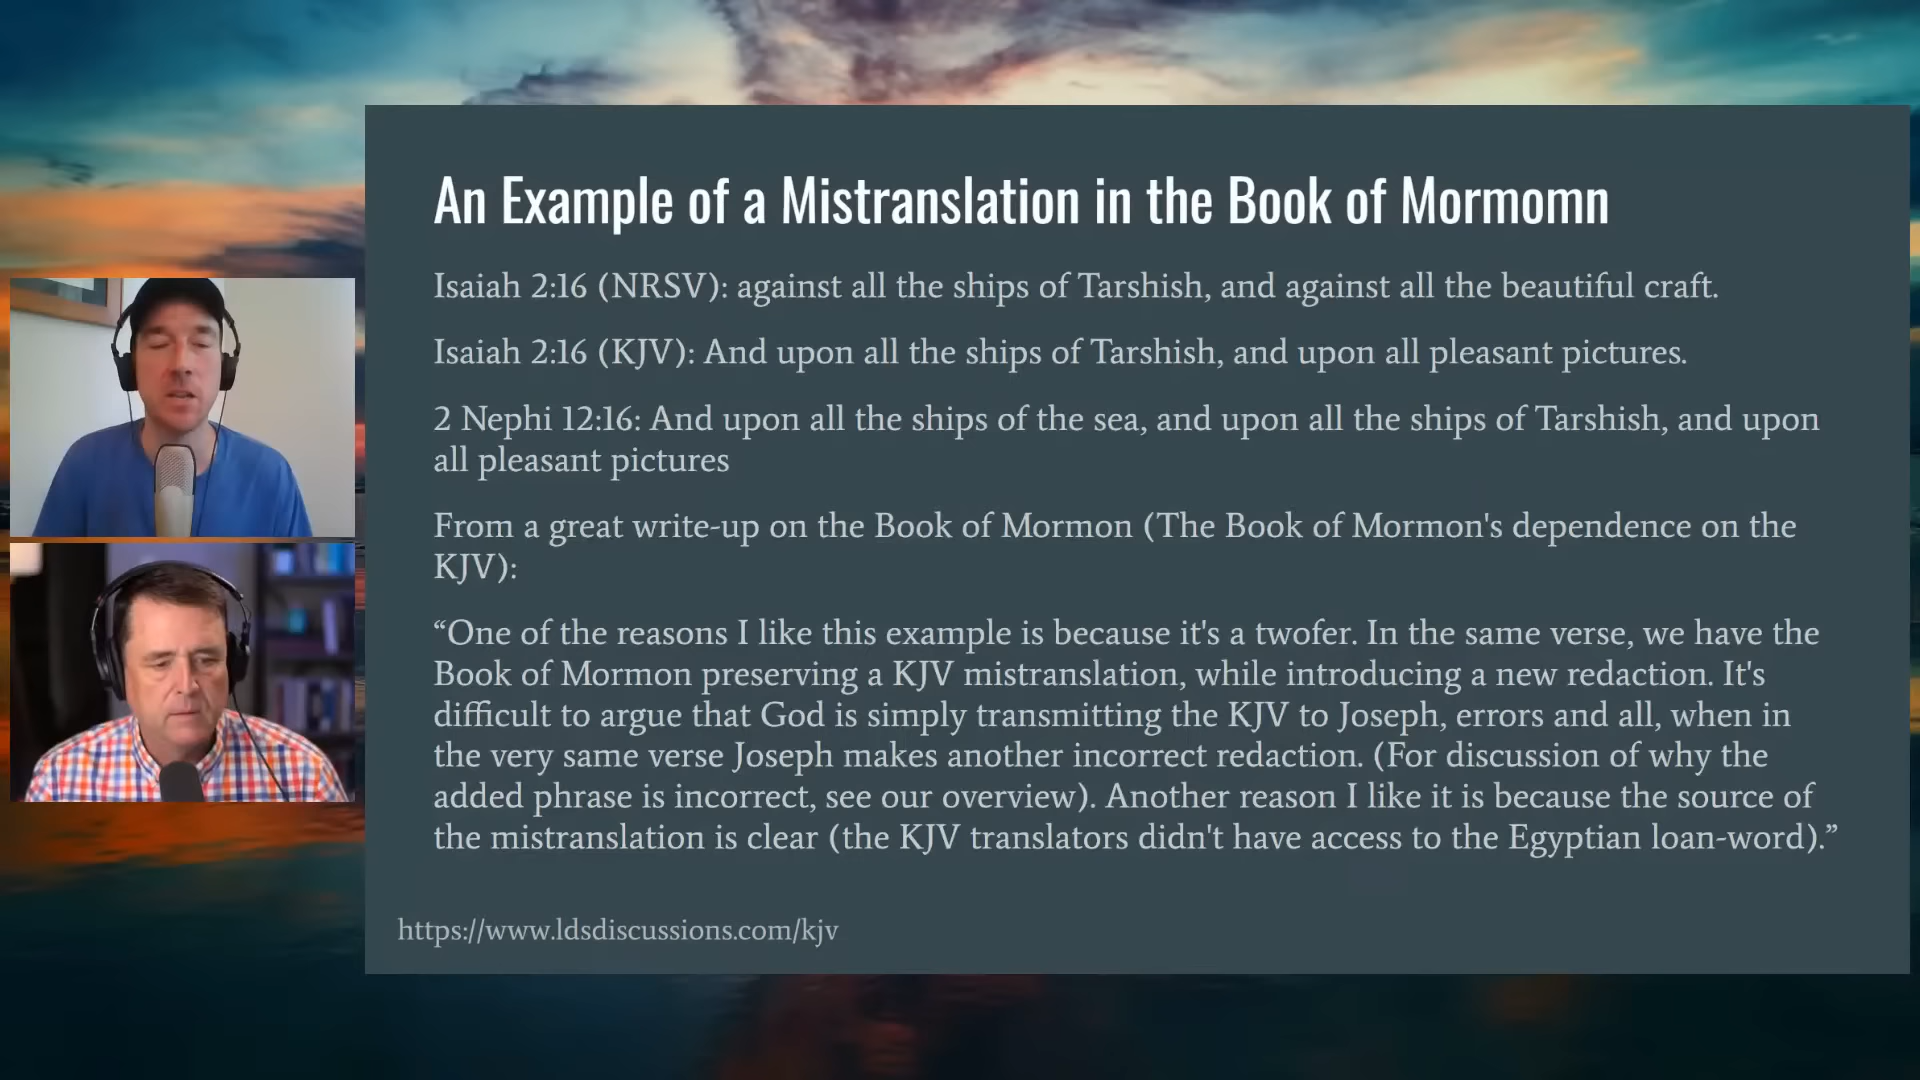 An Example of a Mistranslation in the Book of Mormomn
Isaiah 2:16 (NRSV): against all the ships of Tarshish, and against all the beautiful craft.
Isaiah 2:16 (KJV): And upon all the ships of Tarshish, and upon all pleasant pictures.
2 Nephi 12:16: And upon all the ships of the sea, and upon all the ships of Tarshish, and upon
all pleasant pictures
From a great write-up on the Book of Mormon (The Book of Mormon's dependence on the
KJV):
“One of the reasons I like this example is because it's a twofer. In the same verse, we have the
Book of Mormon preserving a KJV mistranslation, while introducing a new redaction. It's
difficult to argue that God is simply transmitting the KJV to Joseph, errors and all, when in
the very same verse Joseph makes another incorrect redaction. (For discussion of why the
added phrase is incorrect, see our overview). Another reason I like it is because the source of
the mistranslation is clear (the KJV translators didn't have access to the Egyptian loan-word).”
https://www.ldsdiscussions.com/kjv